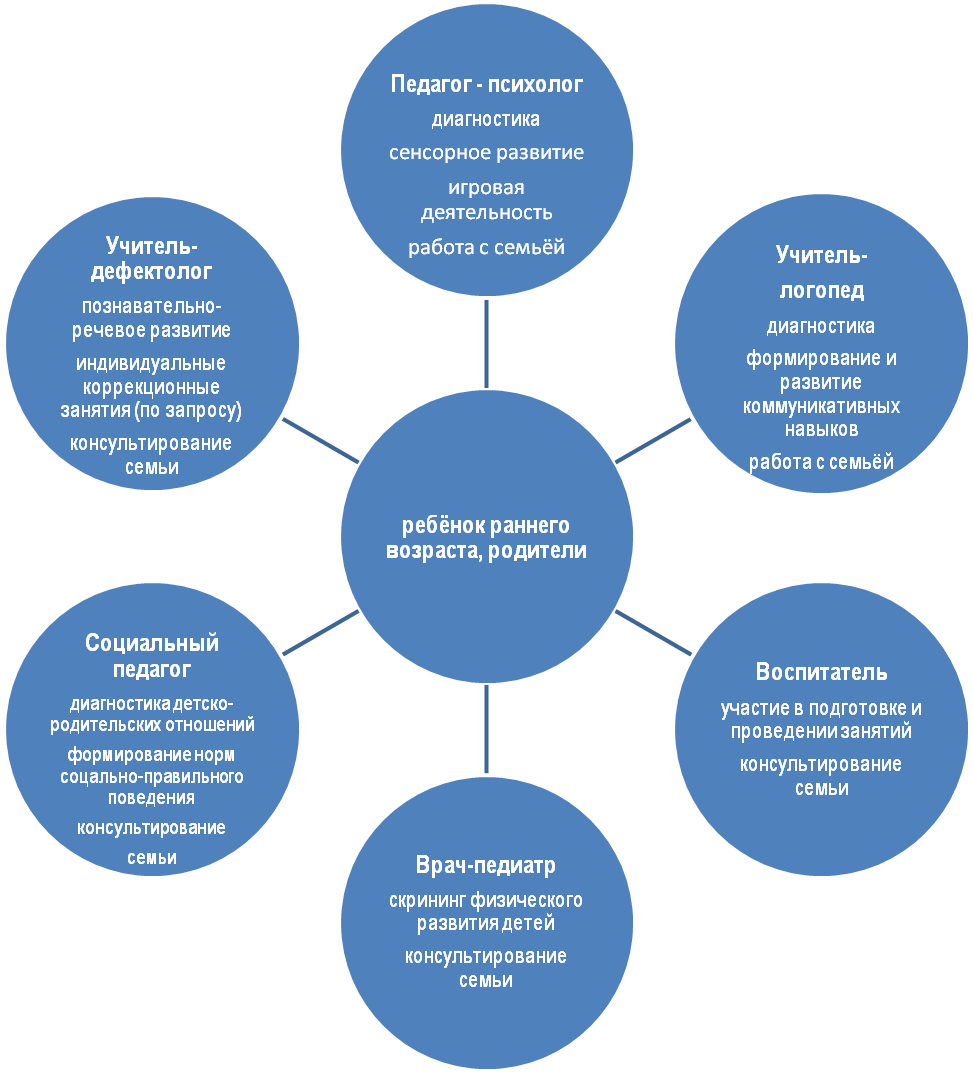 Педагог - психолог
диагностика
сенсорное развитие
игровая
деятельность
работа с семьёй
Учитель-
логопед
диагностика
формирование и
развитие
коммуникативных
навыков
работа с семьёй
Воспитатель
участие в подготовке и
проведении занятий
консультирование
семьи
Врач-педиатр
скрининг физического
развития детей
консультирование
семьи
Социальный
педагог
диагностика детско-
родительских отношений
формирование норм
социцально-правильного
поведения
консультирование
семьи
Учитель-
дефектолог
познавательно-
речевое развитие
индивидуальные
коррекционные
занятия (по запросу)
консультирование
семьи
ребёнок раннего
возраста, родители